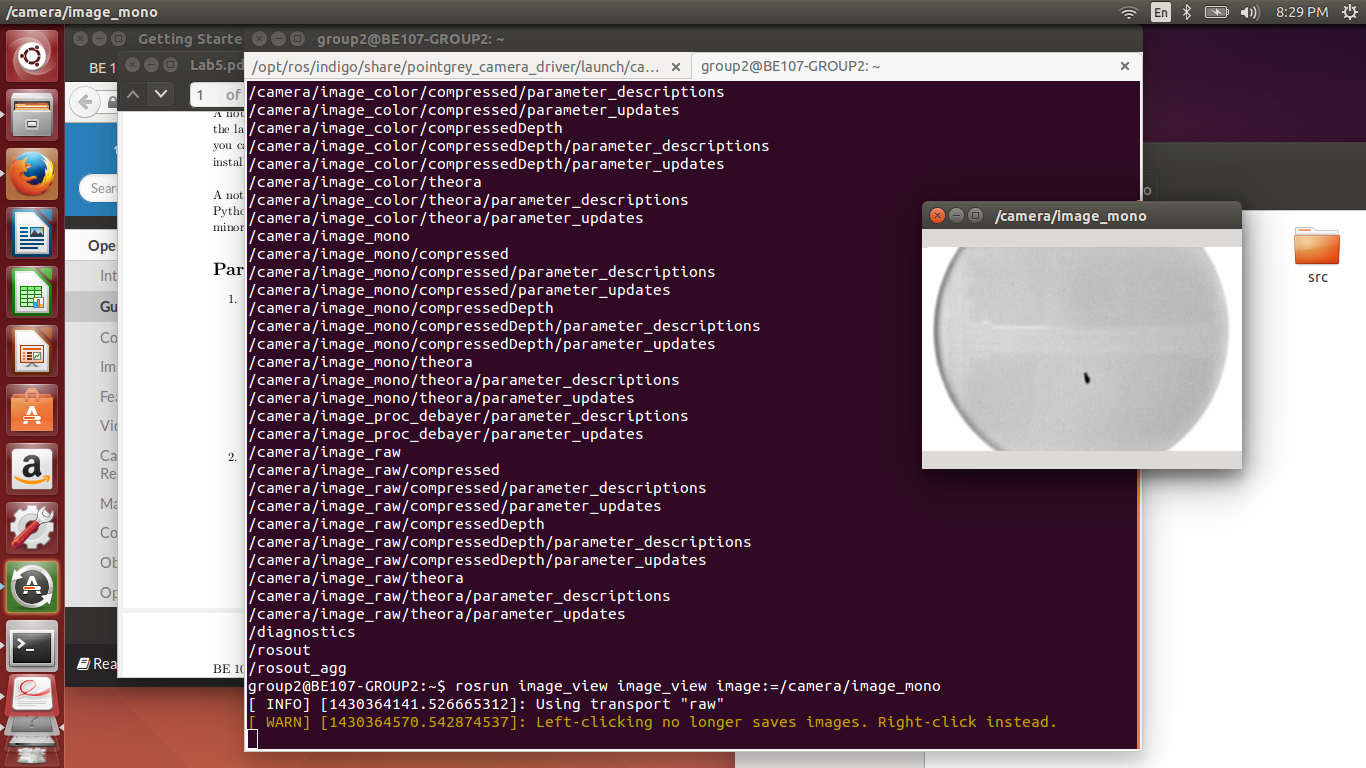 /camera/image_mono
En
8:29 PM
Getting Starte
group2@BE107-GROUP2: ~
BE 1
Lab5.pd
/opt/ros/indigo/share/pointgrey_camera_driver/launch/ca...
group2@BE107-GROUP2: ~
1 of
A not
the la
you ca
instal
A not
Pytho
minor
Sear
Ope
Par
Int
1.
Gu
Co
Im
Fea
Vid
2.
Ca
Re
Ma
Co
Ob
Op
Rea
BE 10
/camera/image_color/compressed/parameter_descriptions
/camera/image_color/compressed/parameter_updates
/camera/image_color/compressedDepth
/camera/image_color/compressedDepth/parameter_descriptions
/camera/image_color/compressedDepth/parameter_updates
/camera/image_color/theora
/camera/image_color/theora/parameter_descriptions
/camera/image_color/theora/parameter_updates
/camera/image_mono
/camera/image_mono/compressed
/camera/image_mono/compressed/parameter_descriptions
/camera/image_mono/compressed/parameter_updates
/camera/image_mono/compressedDepth
/camera/image_mono/compressedDepth/parameter_descriptions
/camera/image_mono/compressedDepth/parameter_updates
/camera/image_mono/theora
/camera/image_mono/theora/parameter_descriptions
/camera/image_mono/theora/parameter_updates
/camera/image_proc_debayer/parameter_descriptions
/camera/image_proc_debayer/parameter_updates
/camera/image_raw
/camera/image_raw/compressed
/camera/image_raw/compressed/parameter_descriptions
/camera/image_raw/compressed/parameter_updates
/camera/image_raw/compressedDepth
/camera/image_raw/compressedDepth/parameter_descriptions
/camera/image_raw/compressedDepth/parameter_updates
/camera/image_raw/theora
/camera/image_raw/theora/parameter_descriptions
/camera/image_raw/theora/parameter_updates
/diagnostics
/rosout
/rosout_agg
group2@BE107-GROUP2:~$ rosrun image_view image_view image:=/camera/image_mono
[ INFO] [1430364141.526665312]: Using transport "raw"
[ WARN] [1430364570.542874537]: Left-clicking no longer saves images. Right-click instead.
/camera/image_mono
src